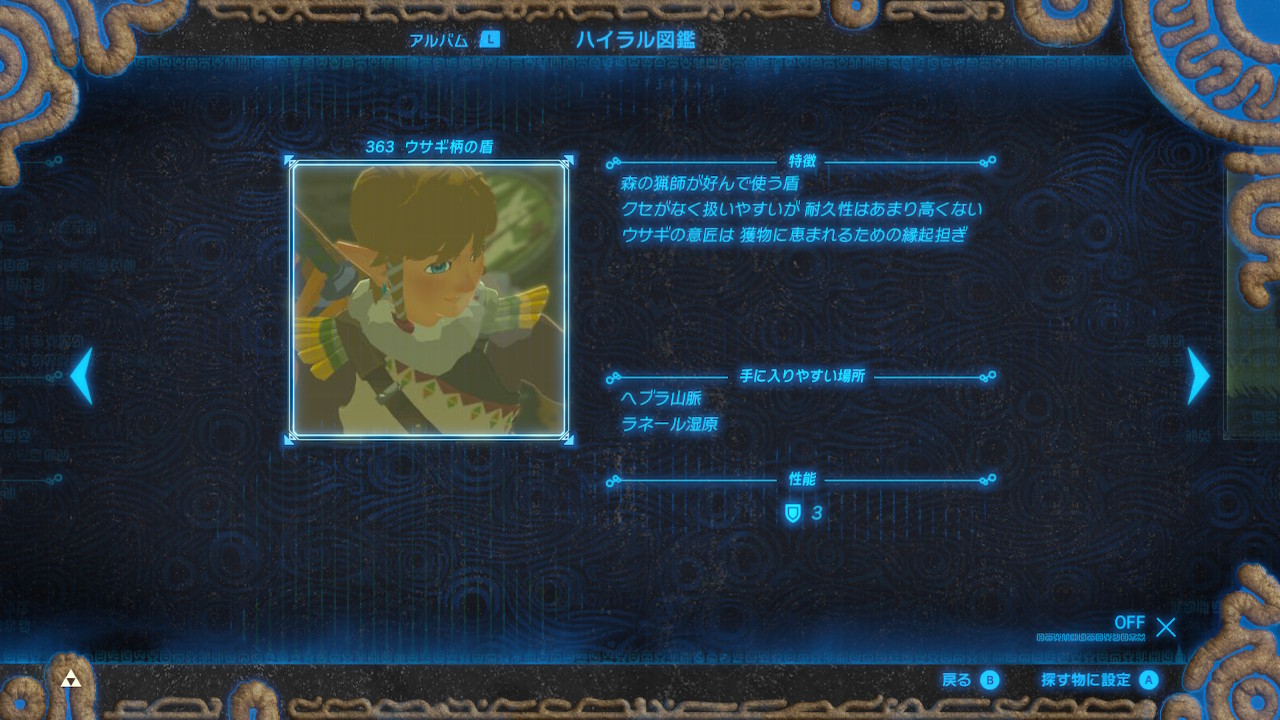 アルバム L
ハイラル図鑑
363 ウサギ柄の盾
特徴
森の猟師が好んで使う盾
クセがなく扱いやすいが 耐久性はあまり高くない
ウサギの意匠は 獲物に恵まれるための縁起担ぎ
手に入りやすい場所
ヘブラ山脈
ラネール湿原
性能
3
OFF
戻る B
探す物に設定 A